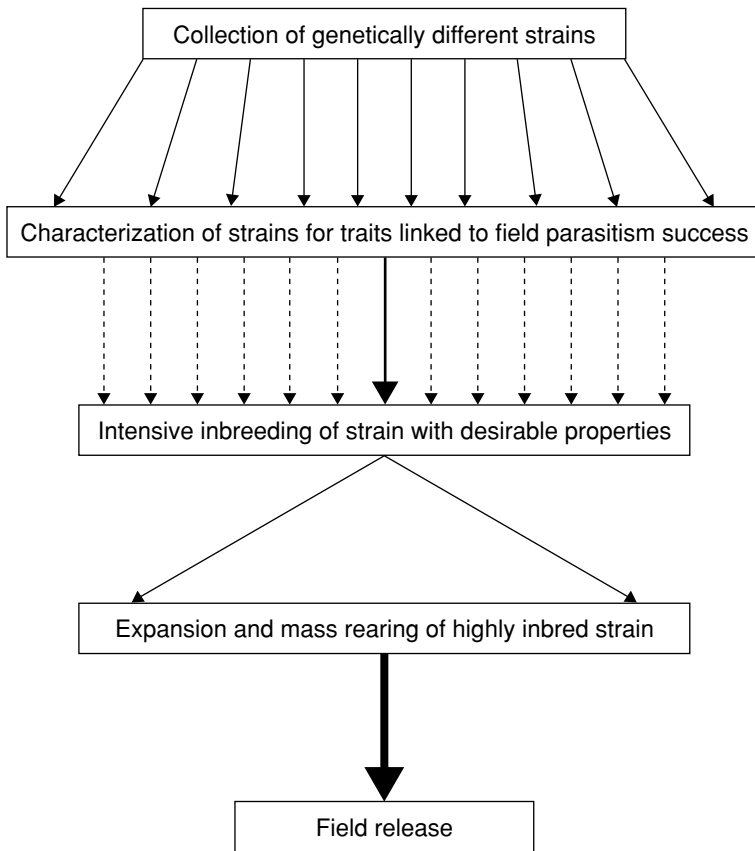 Collection of genetically different strains
Characterization of strains for traits linked to field parasitism success
Intensive inbreeding of strain with desirable properties
Expansion and mass rearing of highly inbred strain
Field release